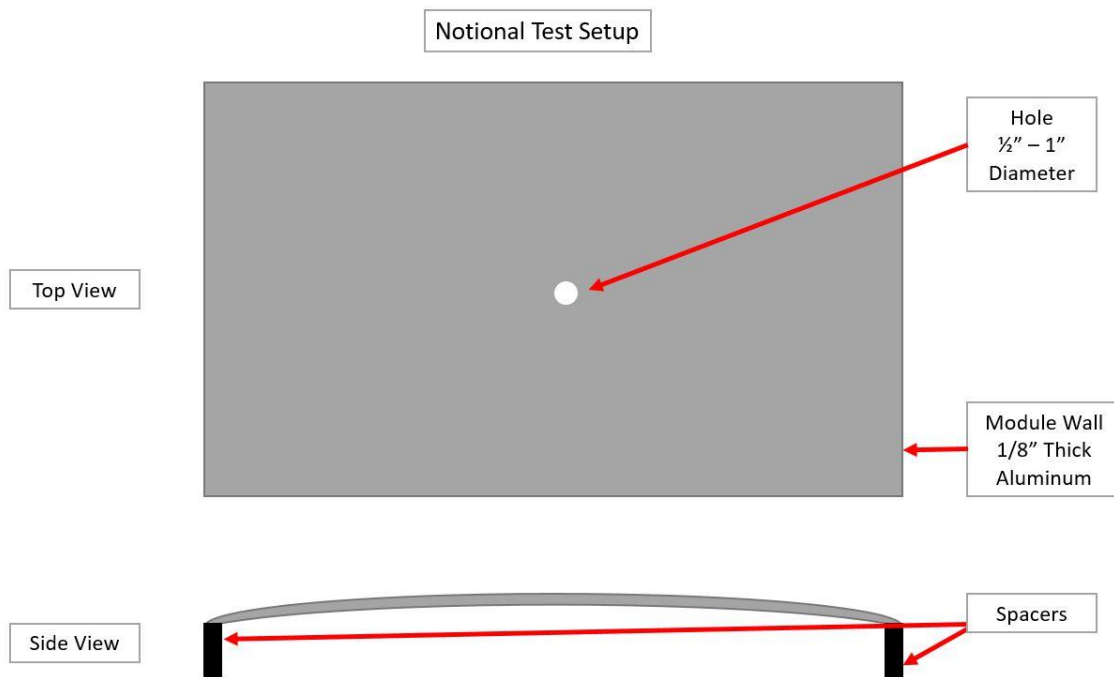 Notional Test Setup
Hole
½” – 1”
Diameter
Top View
Module Wall
1/8” Thick
Aluminum
Side View
Spacers